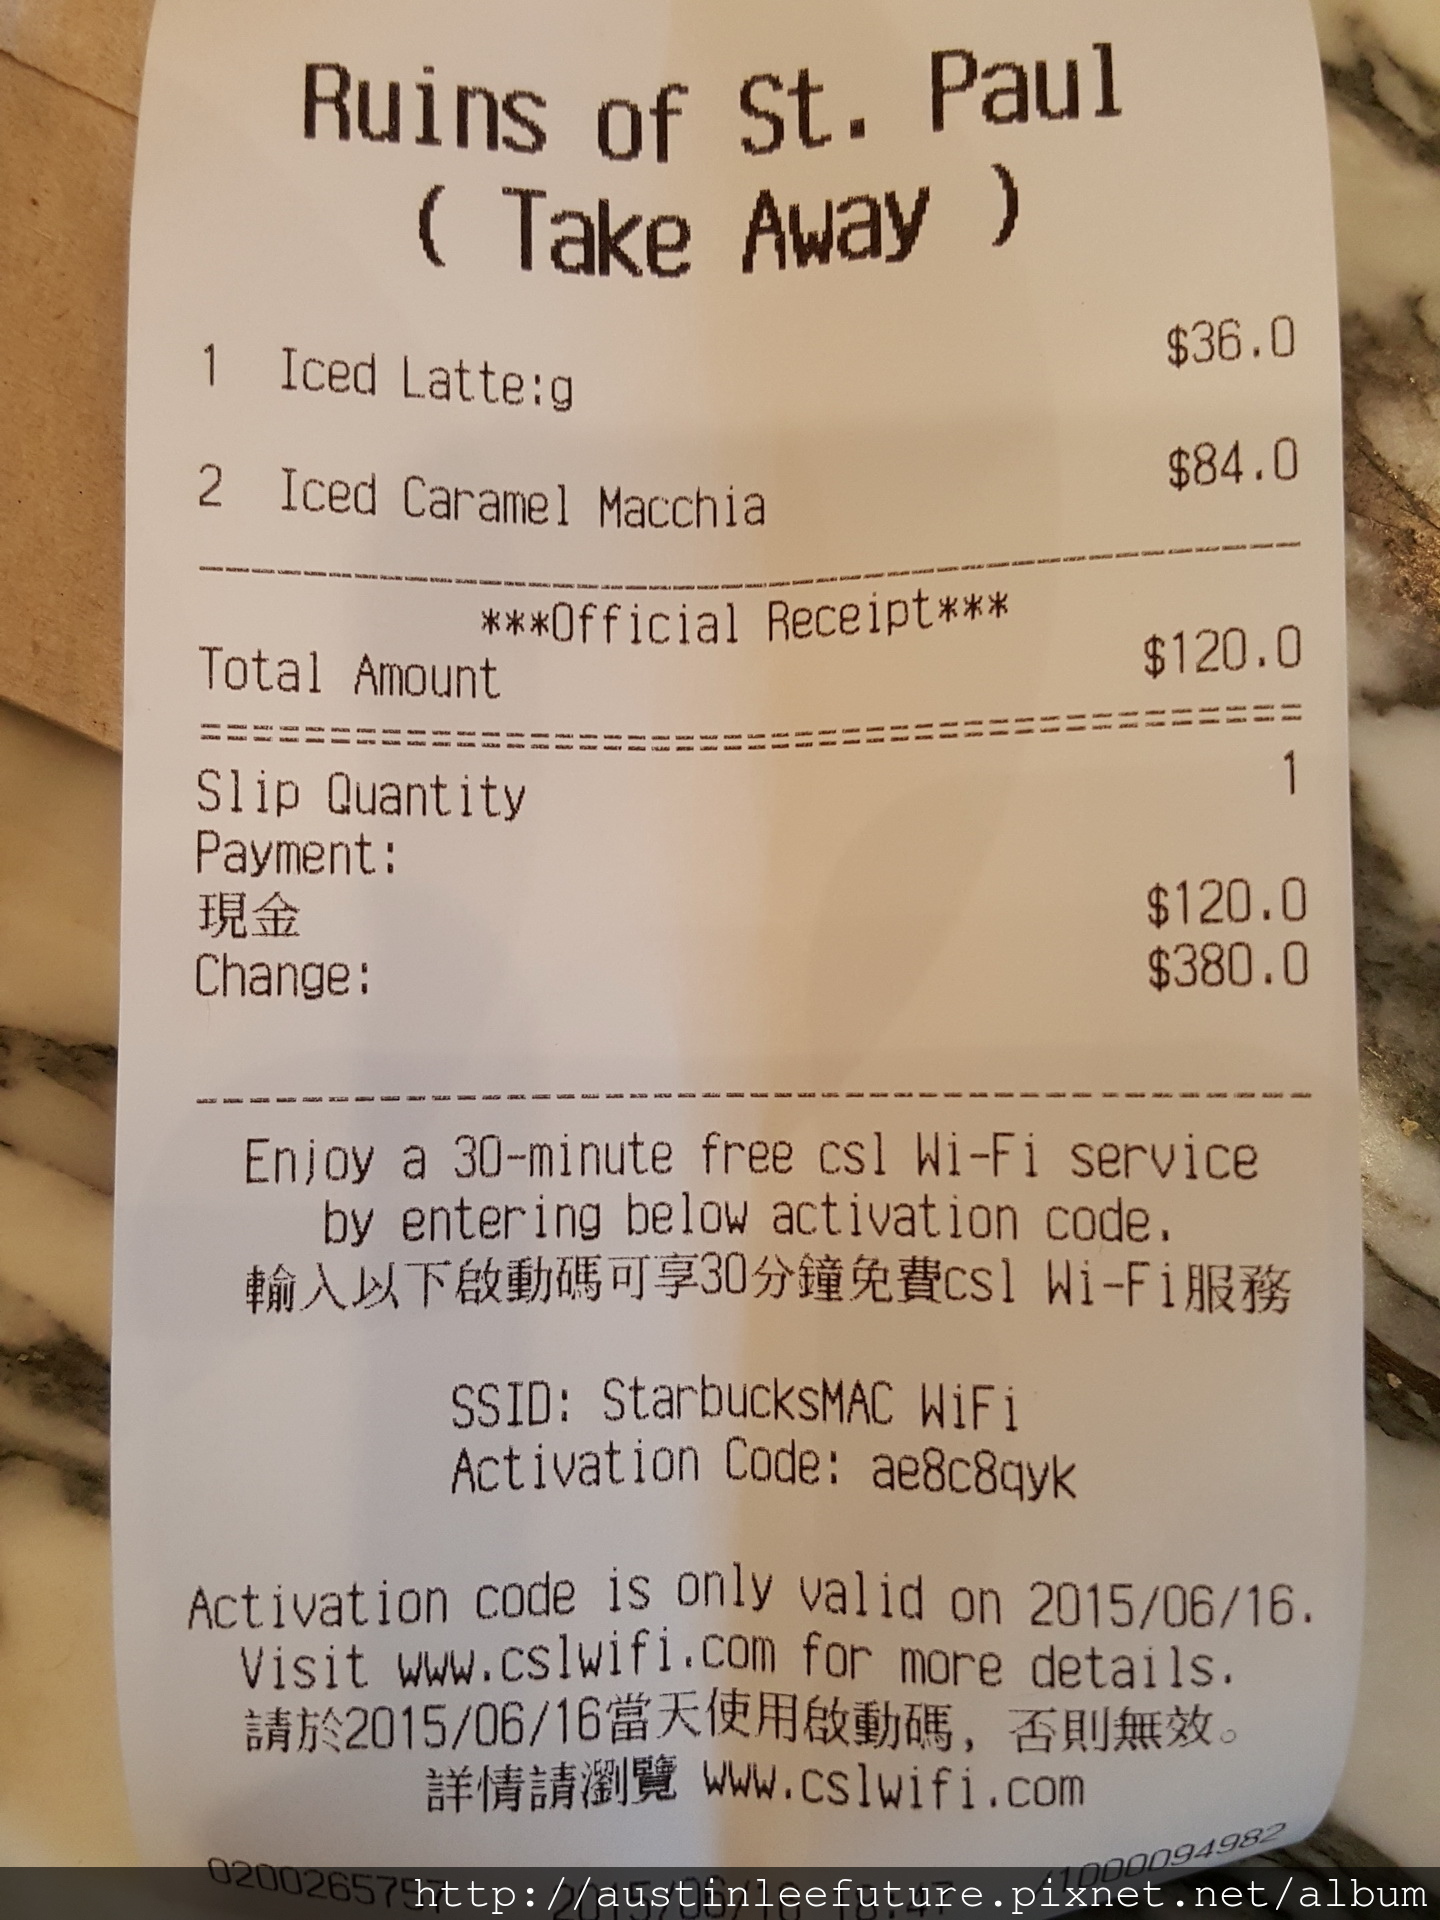 Ruins of St. Paul
( Take Away )
1 Iced Latte:g $36.0
2 Iced Caramel Macchia $84.0
***Official Receipt***
Total Amount $120.0
Slip Quantity 1
Payment:
現金 $120.0
Change: $380.0
Enjoy a 30-minute free csl Wi-Fi service
by entering below activation code.
輸入以下啟動碼可享30分鐘免費csl Wi-Fi服務
SSID: StarbucksMAC WiFi
Activation Code: ae8c8qyk
Activation code is only valid on 2015/06/16.
Visit www.cslwifi.com for more details.
請於2015/06/16當天使用啟動碼, 否則無效。
詳情請瀏覽 www.cslwifi.com
2015/06/16 18:47
http://austinleefuture.pixnet.net/album